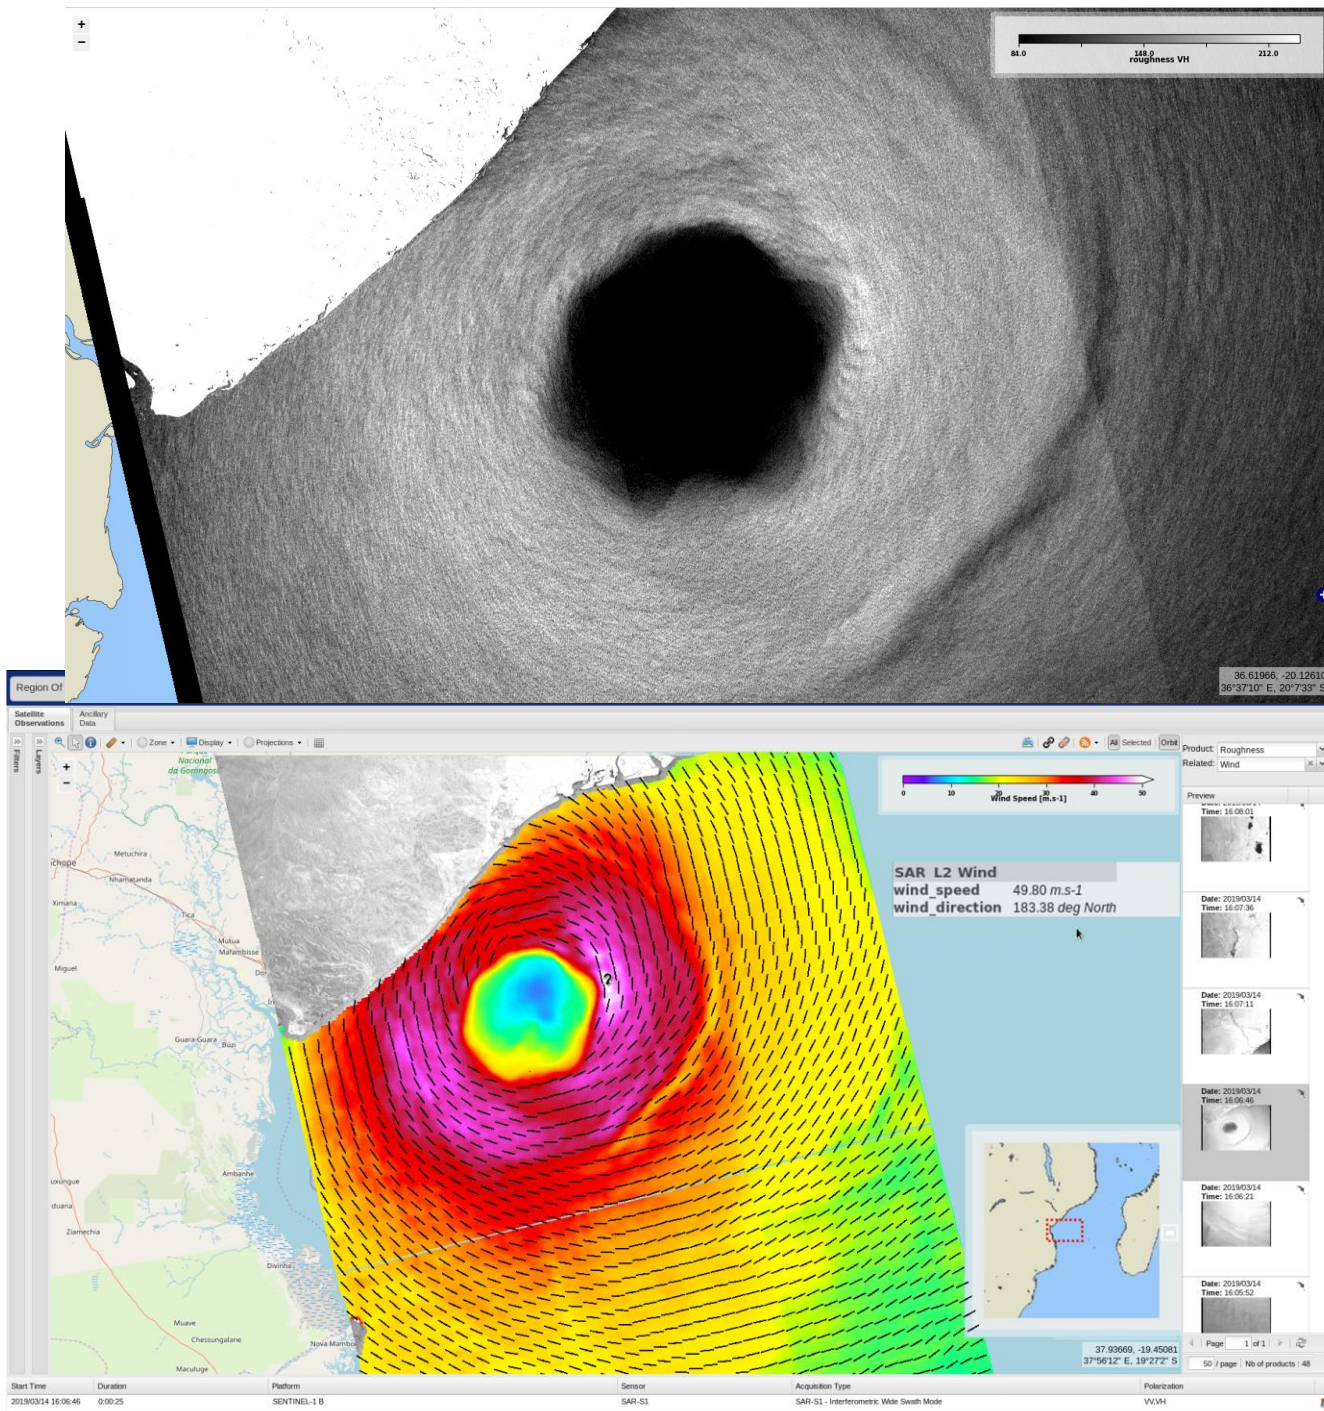 +
−
84.0 148.0 212.0
roughness VH
36.61966, -20.12610
36°37'10" E, 20°7'33" S
Region Of
Satellite Observations
Ancillary Data
Zone Display Projections
All Selected Orbit
Product: Roughness
Related: Wind
Filters
Layers
+
−
Nacional
da Gorongosa
Metuchira
Nhamatanda
Ximana
Tica
Mutua
Mafambisse
Miguel
Guara-Guara
Búzi
Ambanhe
Ziamechia
Divinhe
Muave
Chessungalane
Nova Mambo
Maculuge
0 10 20 30 40 50
Wind Speed [m.s-1]
SAR L2 Wind
wind_speed 49.80 m.s-1
wind_direction 183.38 deg North
?
37.93669, -19.45081
37°56'12" E, 19°27'2" S
Preview
Time: 16:08:01
Date: 2019/03/14
Time: 16:07:36
Date: 2019/03/14
Time: 16:07:11
Date: 2019/03/14
Time: 16:06:46
Date: 2019/03/14
Time: 16:06:21
Date: 2019/03/14
Time: 16:05:52
Page 1 of 1
50 / page Nb of products : 48
Start Time Duration Platform Sensor Acquisition Type Polarization
2019/03/14 16:06:46 0:00:25 SENTINEL-1 B SAR-S1 SAR-S1 - Interferometric Wide Swath Mode VV,VH